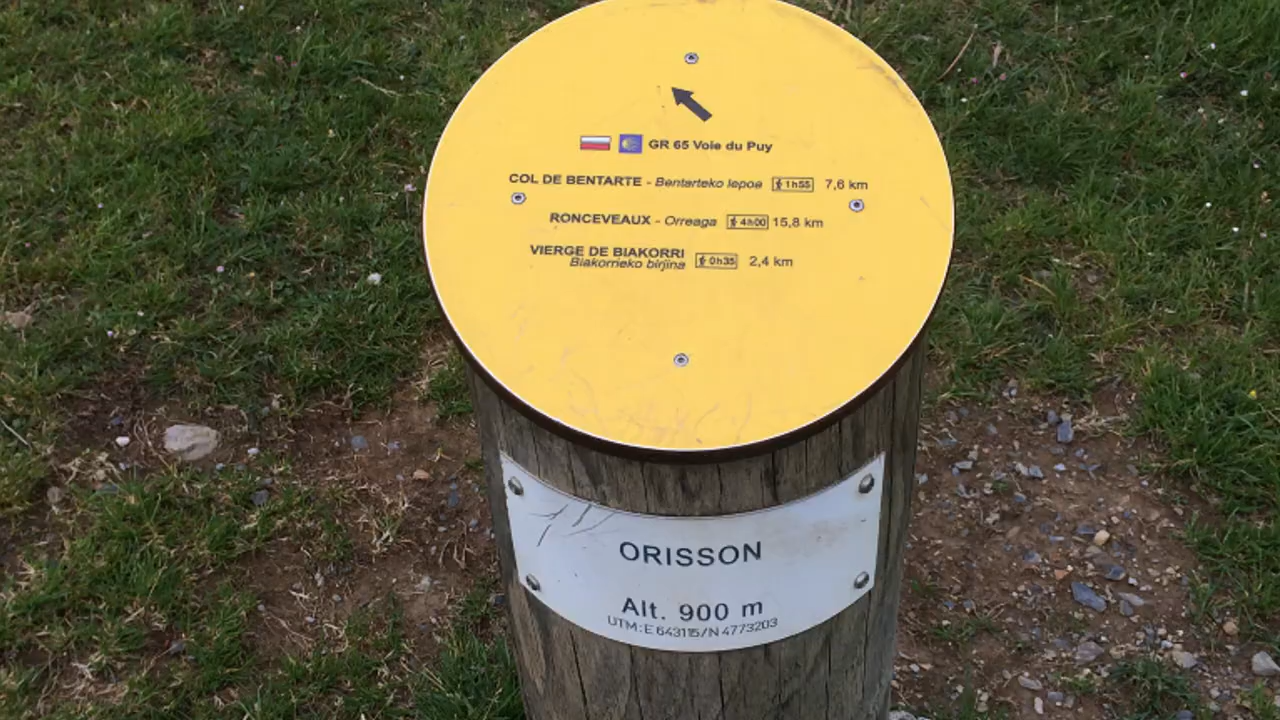 GR 65 Voie du Puy
COL DE BENTARTE - Bentarteko lepoa 1h55 7,6 km
RONCEVEAUX - Orreaga 4h00 15,8 km
VIERGE DE BIAKORRI
Biakorrieko birjina 0h35 2,4 km
ORISSON
Alt. 900 m
UTM: E 643115/N 4773203